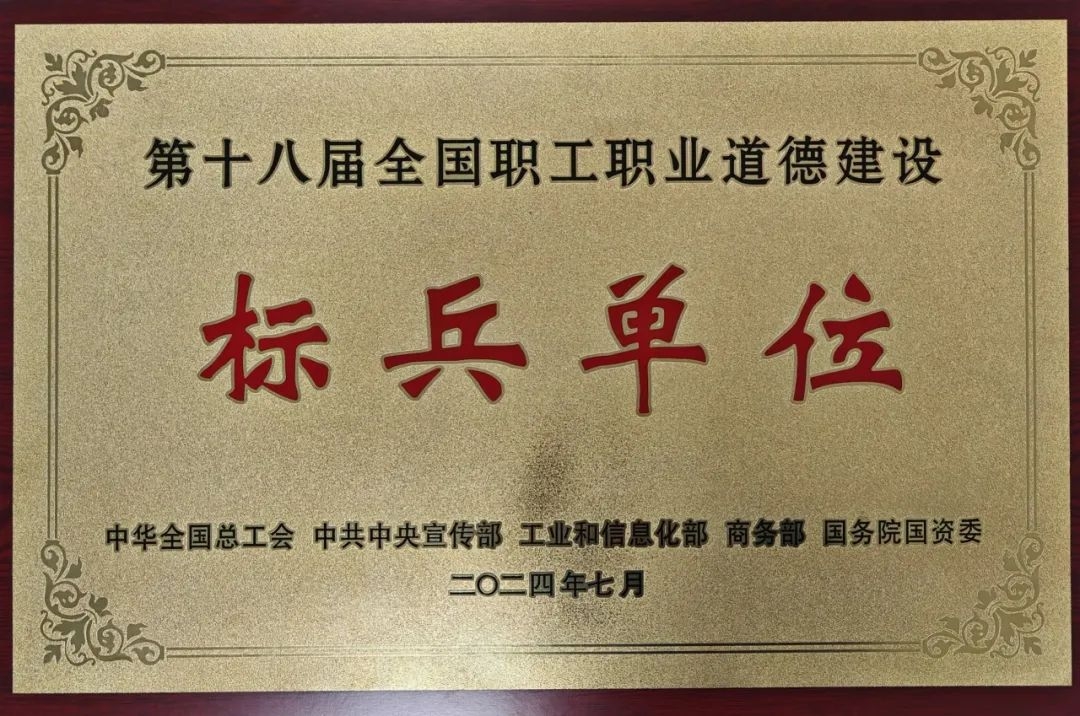 第十八届全国职工职业道德建设
标兵单位
中华全国总工会 中共中央宣传部 工业和信息化部 商务部 国务院国资委
二〇二四年七月